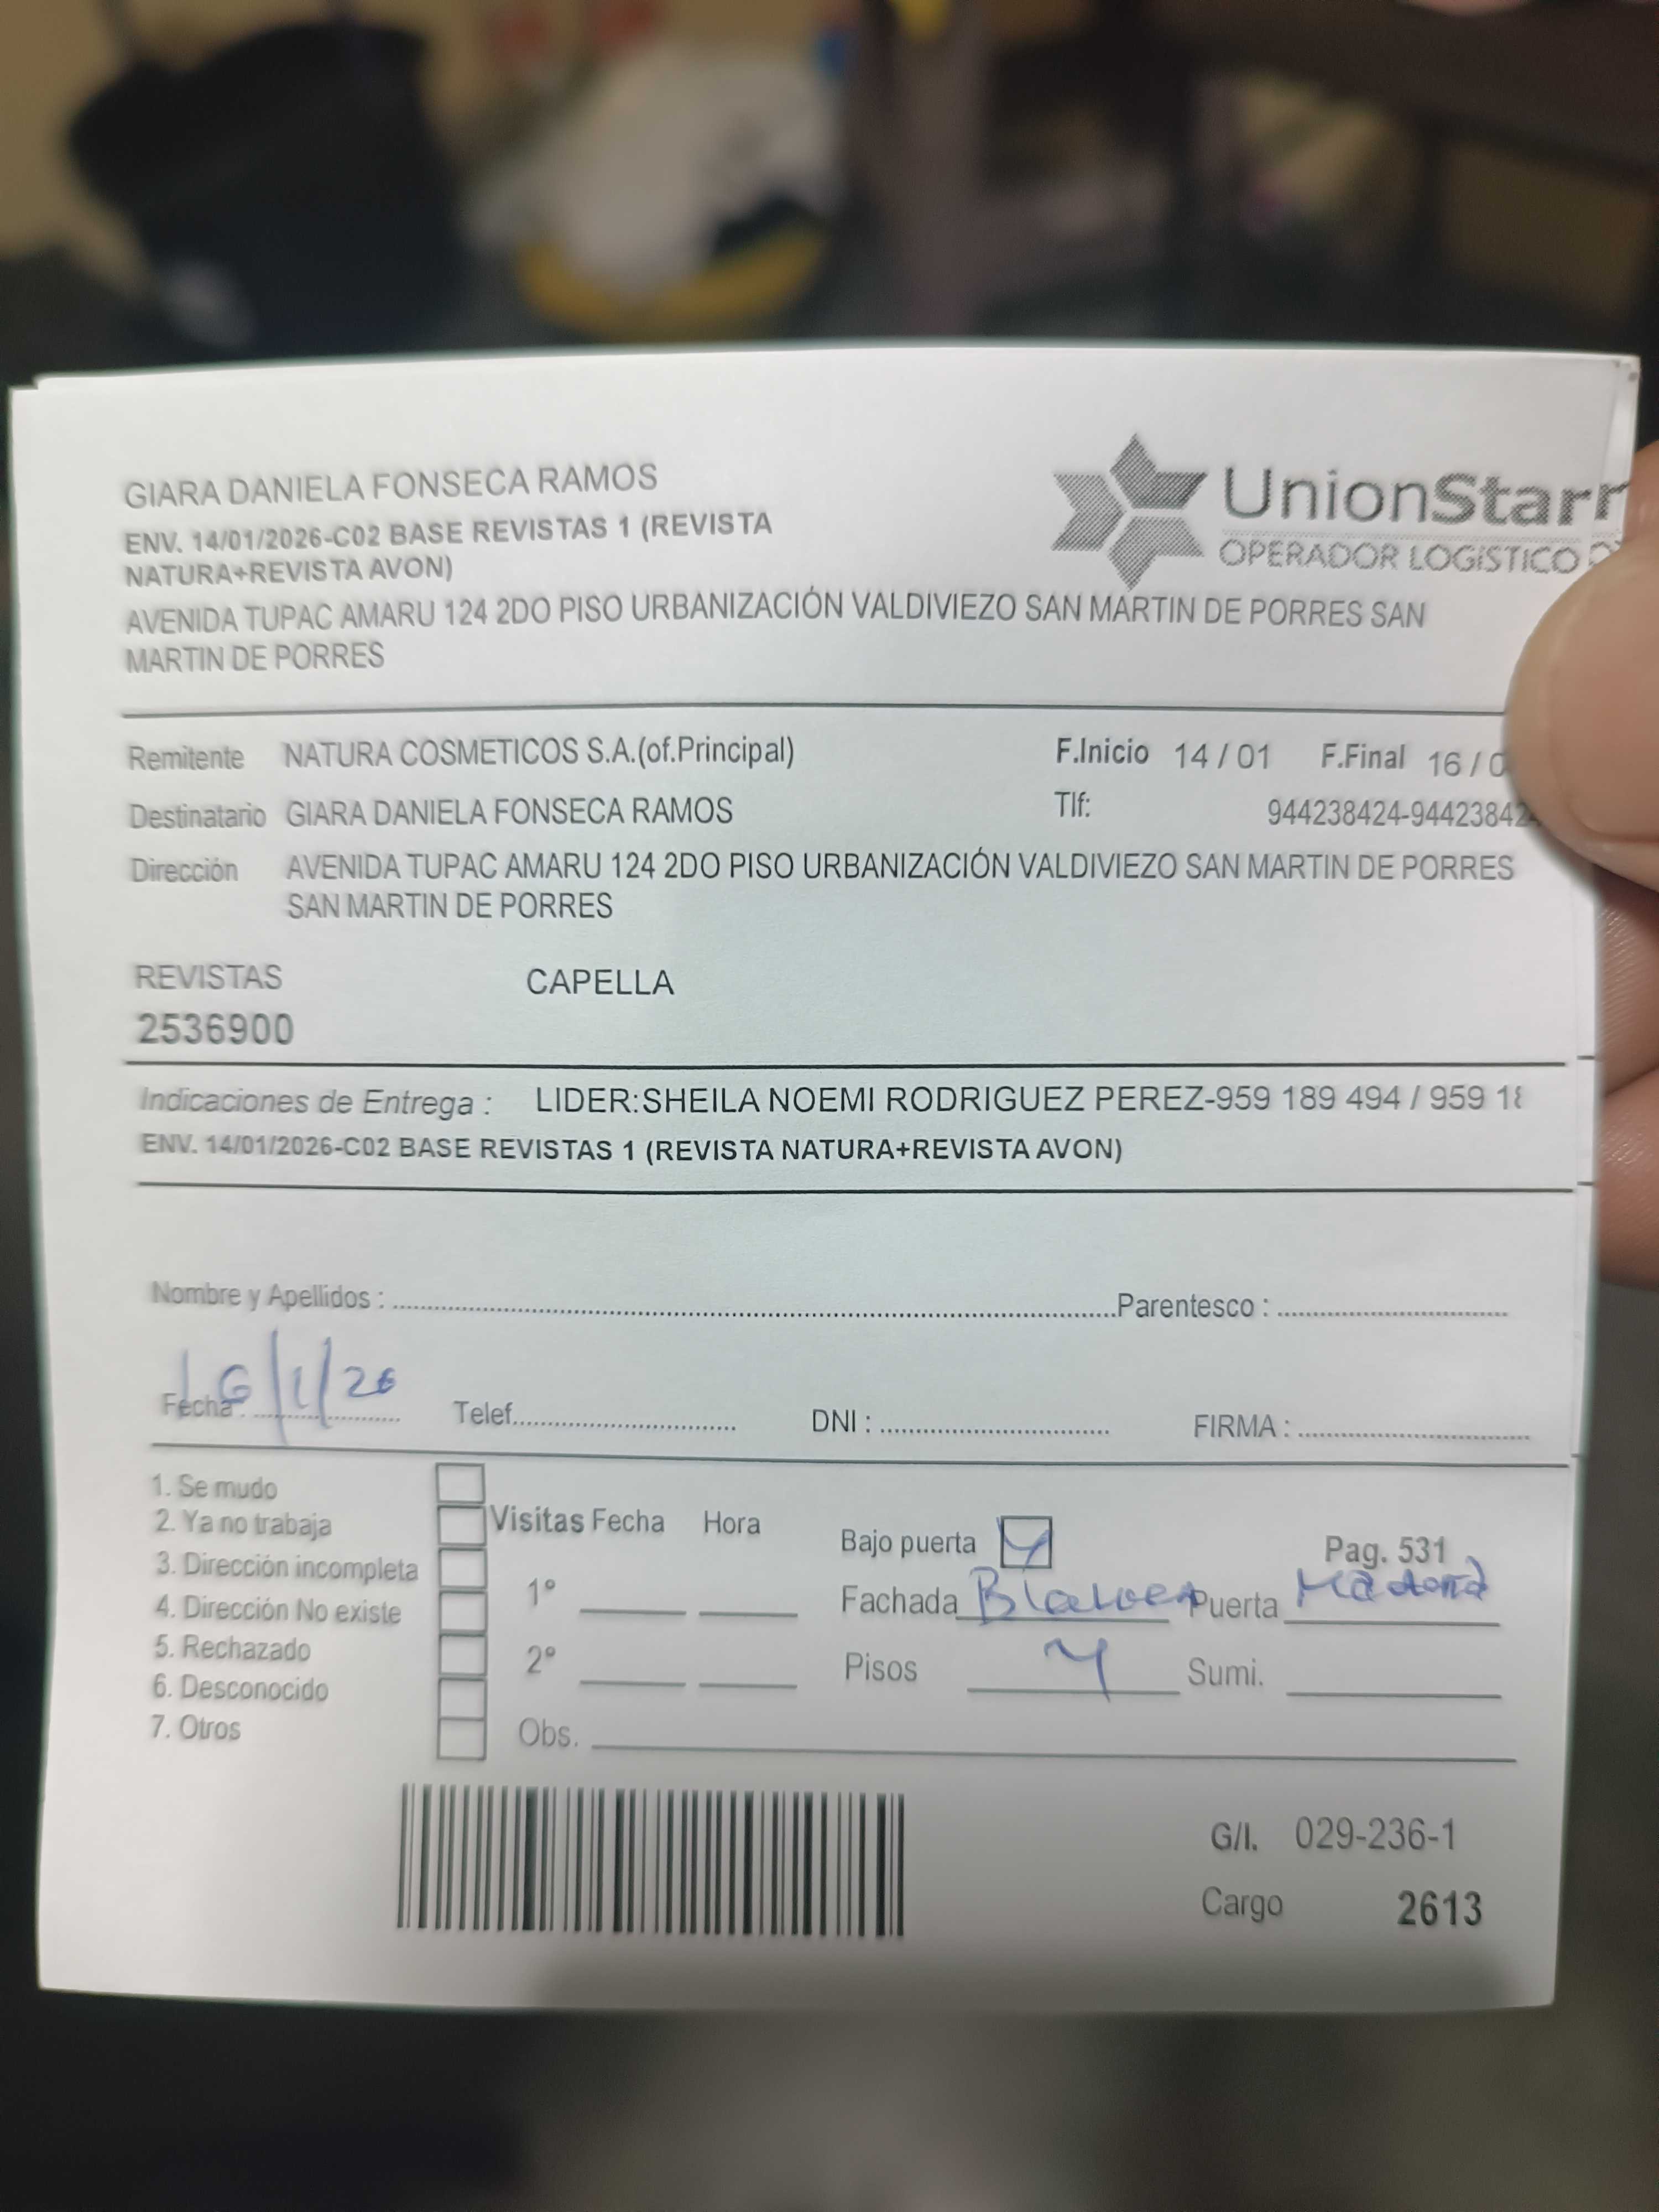 GIARA DANIELA FONSECA RAMOS
ENV. 14/01/2026-C02 BASE REVISTAS 1 (REVISTA
NATURA+REVISTA AVON)
AVENIDA TUPAC AMARU 124 2DO PISO URBANIZACIÓN VALDIVIEZO SAN MARTIN DE PORRES SAN
MARTIN DE PORRES
UnionStarr
OPERADOR LOGÍSTICO
Remitente NATURA COSMETICOS S.A.(of.Principal) F.Inicio 14 / 01 F.Final 16 / 0
Destinatario GIARA DANIELA FONSECA RAMOS Tlf: 944238424-94423842
Dirección AVENIDA TUPAC AMARU 124 2DO PISO URBANIZACIÓN VALDIVIEZO SAN MARTIN DE PORRES
SAN MARTIN DE PORRES
REVISTAS CAPELLA
2536900
Indicaciones de Entrega : LIDER:SHEILA NOEMI RODRIGUEZ PEREZ-959 189 494 / 959 18
ENV. 14/01/2026-C02 BASE REVISTAS 1 (REVISTA NATURA+REVISTA AVON)
Nombre y Apellidos : Parentesco :
Fecha: 16/1/26 Telef. DNI : FIRMA :
1. Se mudo
2. Ya no trabaja
3. Dirección incompleta
4. Dirección No existe
5. Rechazado
6. Desconocido
7. Otros
Visitas Fecha Hora
1°
2°
Obs.
Bajo puerta Pag. 531
Fachada Puerta
Pisos 4 Sumi.
G/I. 029-236-1
Cargo 2613